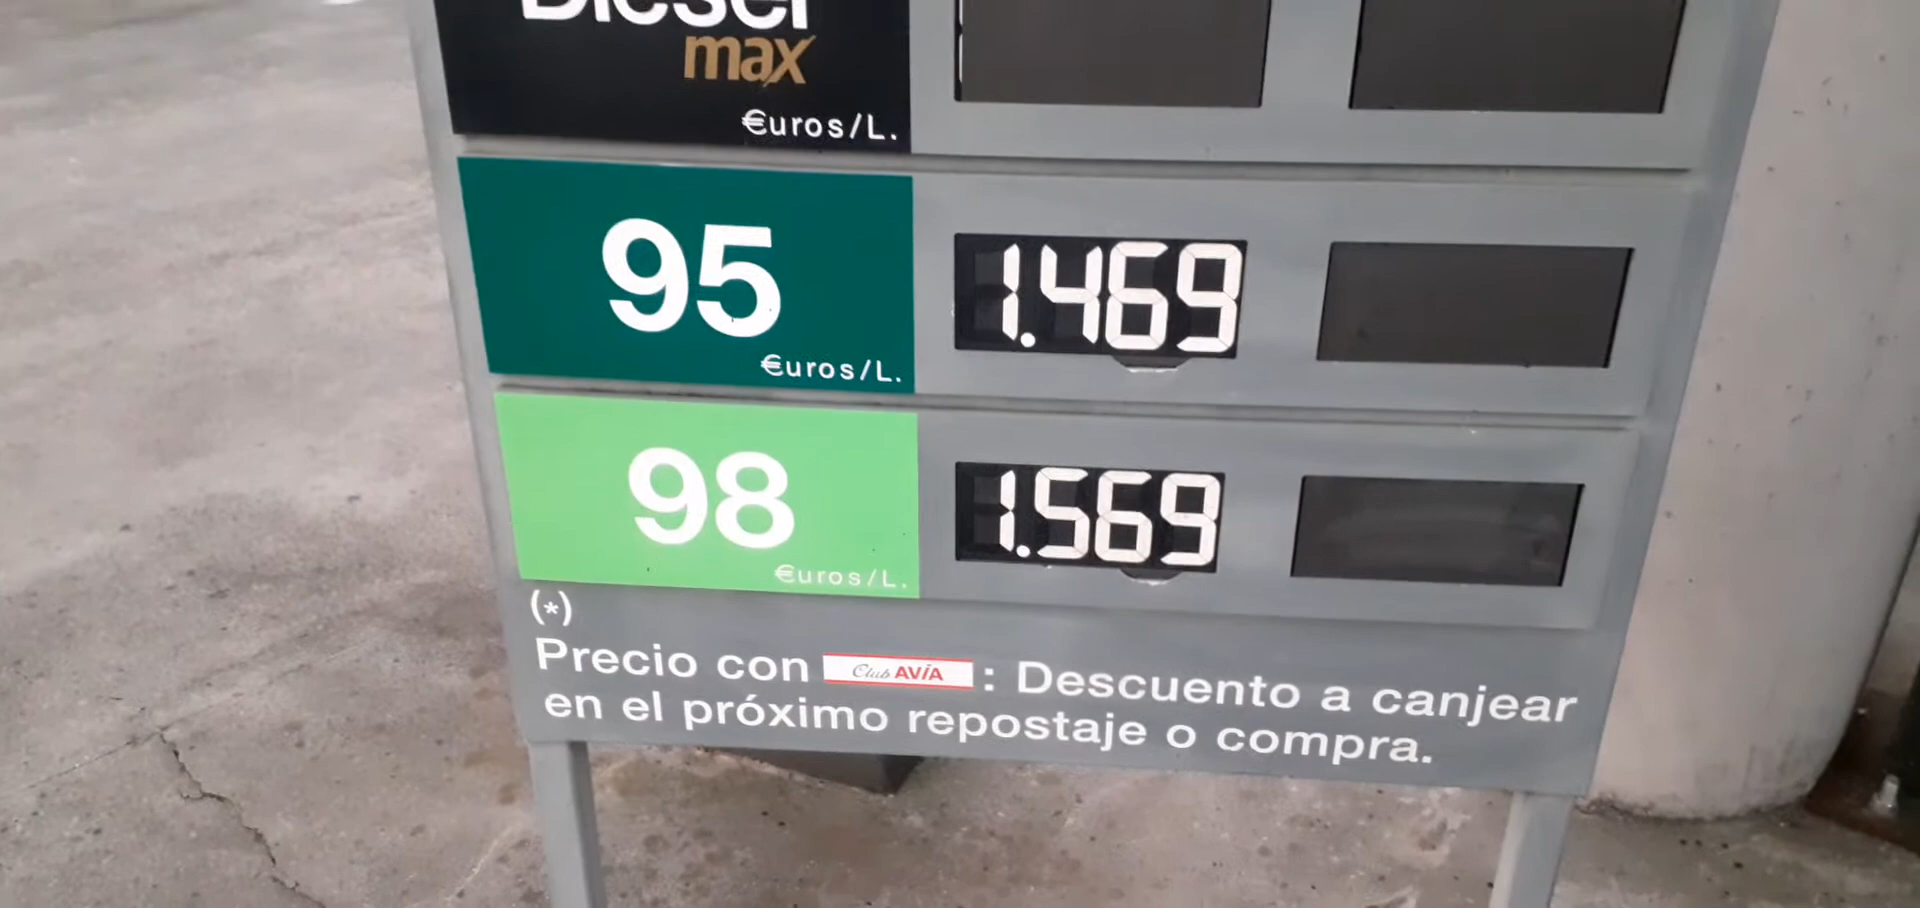 Diesel
max
€uros/L.
95
1.469
€uros/L.
98
1.569
€uros/L.
(*)
Precio con Club AVIA : Descuento a canjear
en el próximo repostaje o compra.